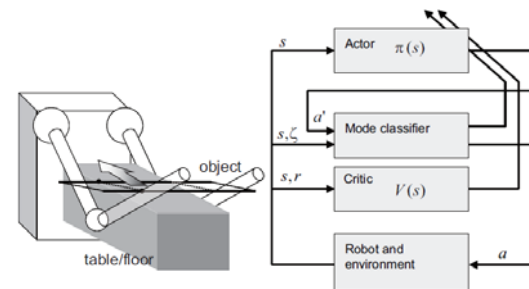 s
Actor π(s)
a'
s,ζ
Mode classifier
object
s,r
Critic
V(s)
Robot and
environment
a
table/floor